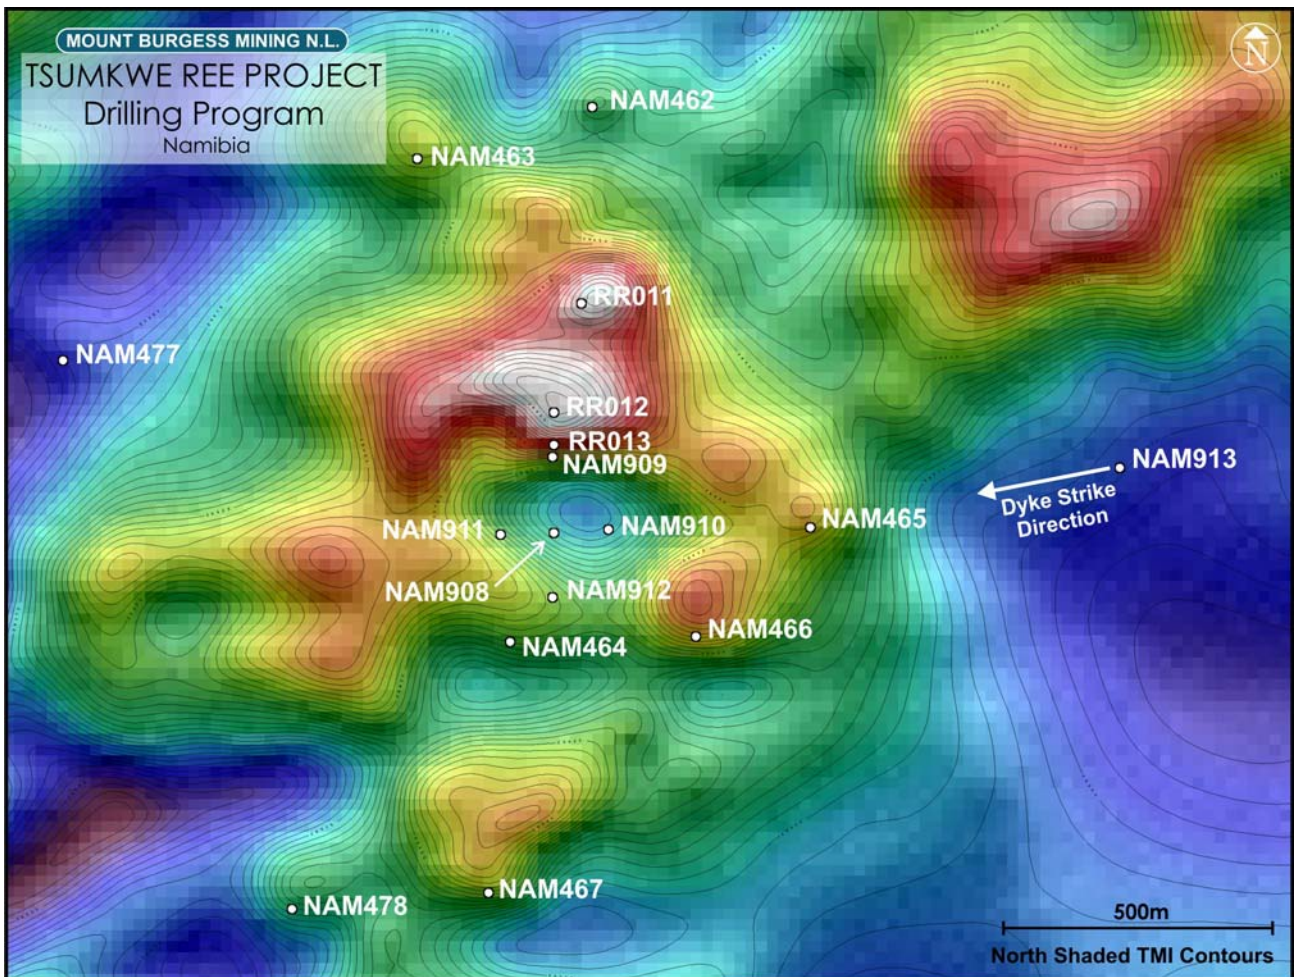 MOUNT BURGESS MINING N.L.
TSUMKWE REE PROJECT
Drilling Program
Namibia
N
NAM462
NAM463
RR011
NAM477
RR012
RR013
NAM909
NAM913
Dyke Strike
Direction
NAM911
NAM910
NAM465
NAM908
NAM912
NAM466
NAM464
NAM467
NAM478
500m
North Shaded TMI Contours